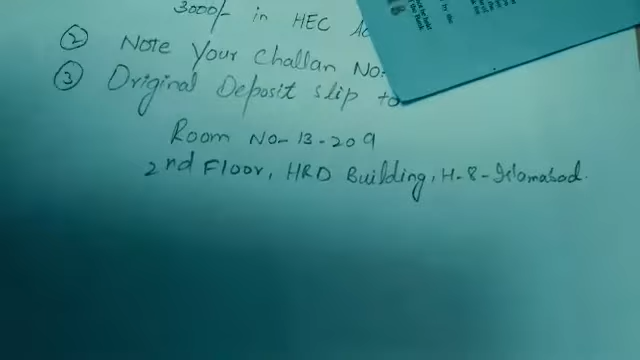 3000/- in HEC
② Note Your Challan No:
③ Original Deposit slip to
Room No- 13-209
2nd Floor, HRD Building, H-8-Islamabad.